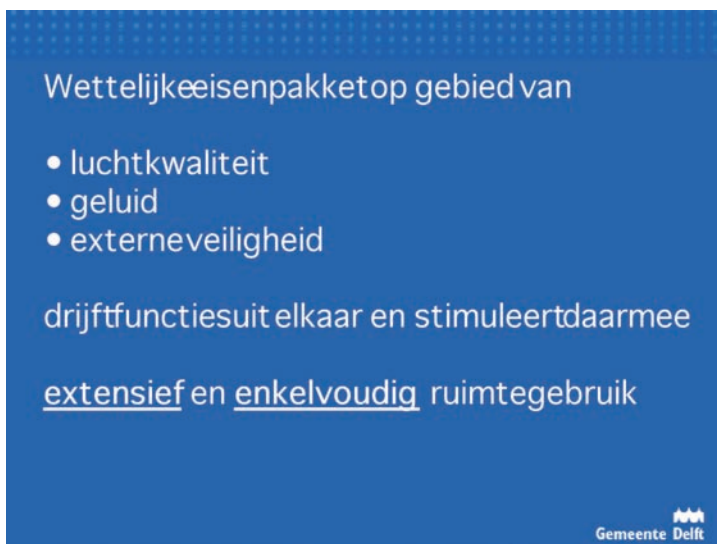 Wettelijkeeisenpakketop gebied van
• luchtkwaliteit
• geluid
• externeveiligheid
drijftfunctiesuit elkaar en stimuleertdaarmee
extensief en enkelvoudig ruimtegebruik
Gemeente Delft